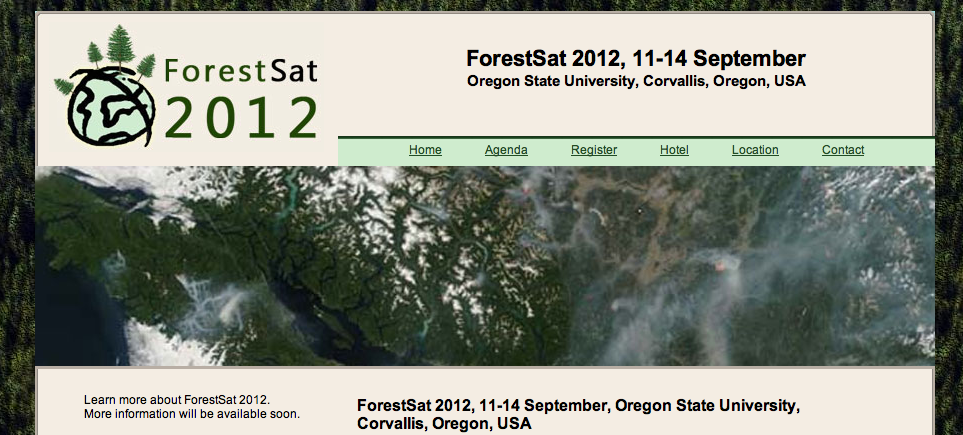 ForestSat
2012
ForestSat 2012, 11-14 September
Oregon State University, Corvallis, Oregon, USA
Home Agenda Register Hotel Location Contact
Learn more about ForestSat 2012.
More information will be available soon.
ForestSat 2012, 11-14 September, Oregon State University,
Corvallis, Oregon, USA